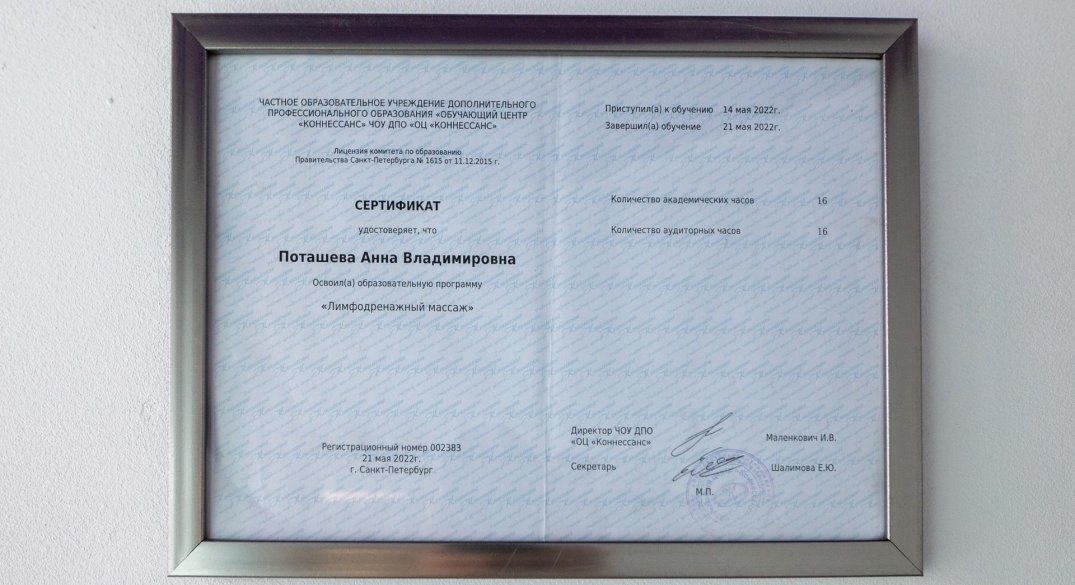 ЧАСТНОЕ ОБРАЗОВАТЕЛЬНОЕ УЧРЕЖДЕНИЕ ДОПОЛНИТЕЛЬНОГО
ПРОФЕССИОНАЛЬНОГО ОБРАЗОВАНИЯ «ОБУЧАЮЩИЙ ЦЕНТР
«КОННЕССАНС» ЧОУ ДПО «ОЦ «КОННЕССАНС»
Лицензия комитета по образованию
Правительства Санкт-Петербурга № 1615 от 11.12.2015 г.
СЕРТИФИКАТ
удостоверяет, что
Поташева Анна Владимировна
Освоил(а) образовательную программу
«Лимфодренажный массаж»
Регистрационный номер 002383
21 мая 2022г.
г. Санкт-Петербург
Приступил(а) к обучению 14 мая 2022г.
Завершил(а) обучение 21 мая 2022г.
Количество академических часов 16
Количество аудиторных часов 16
Директор ЧОУ ДПО
«ОЦ «Коннессанс» Маленкович И.В.
Секретарь Шалимова Е.Ю.
М.П.